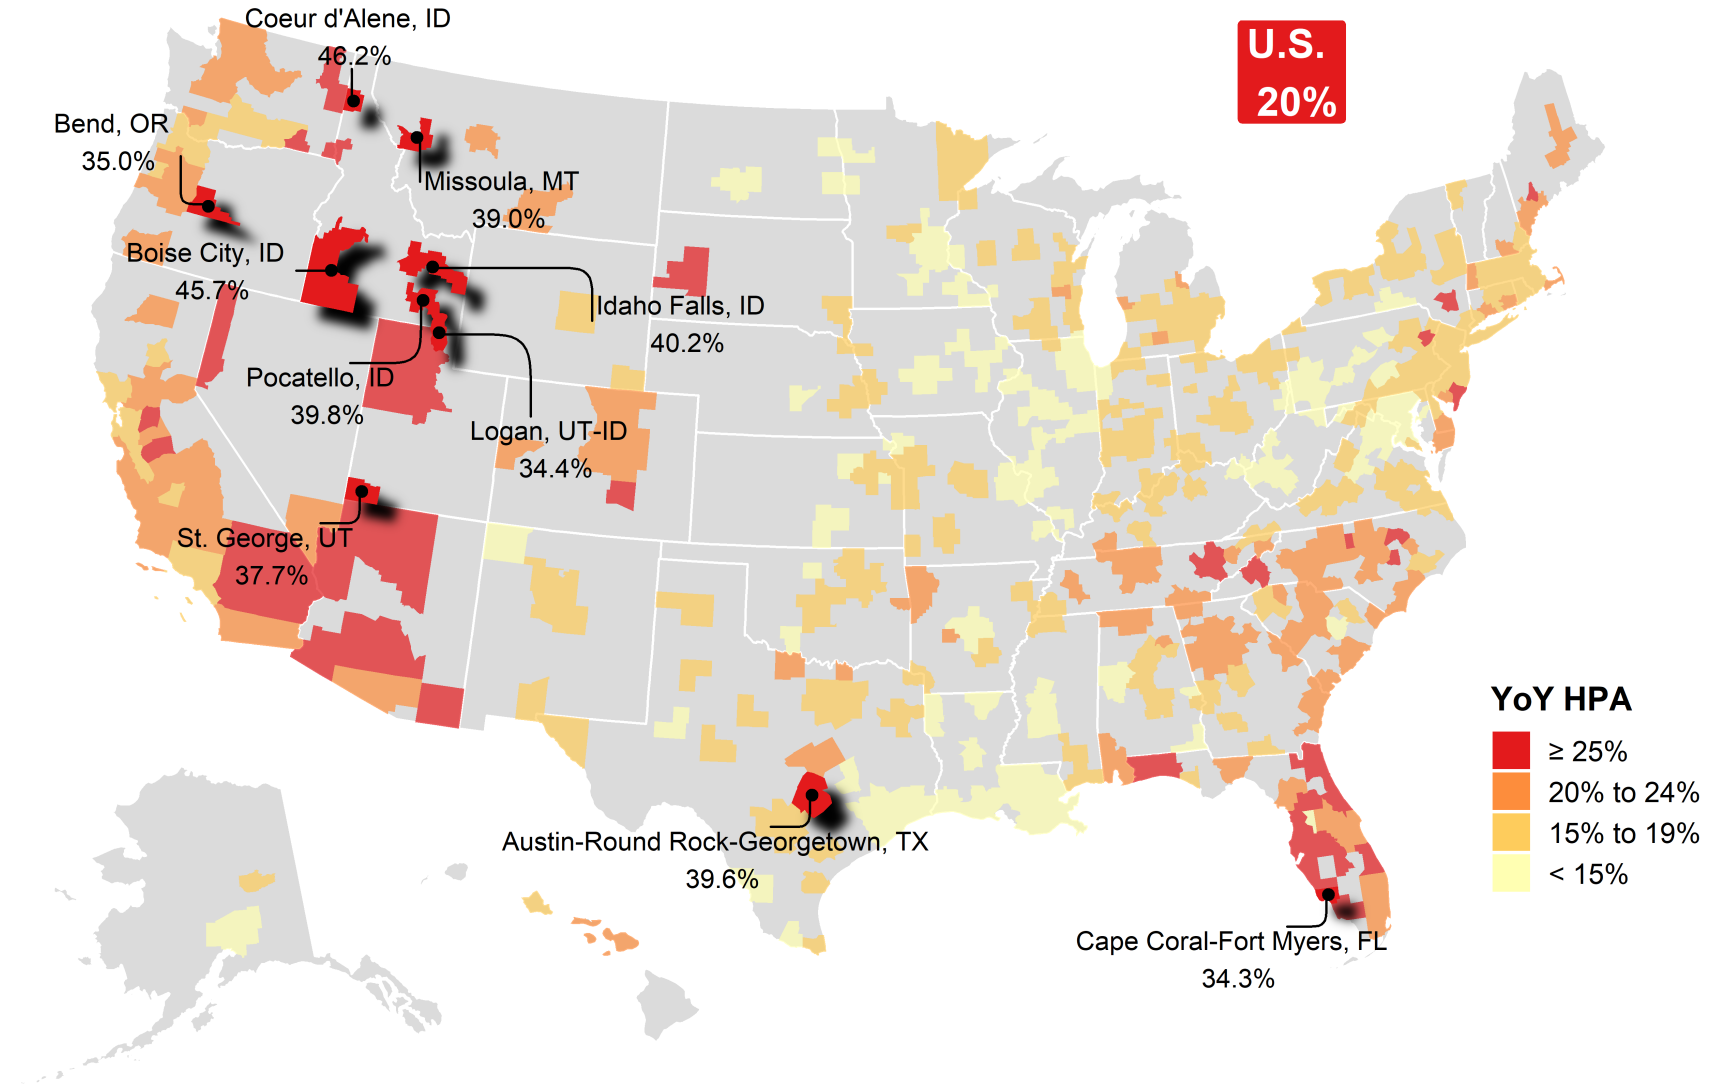 Coeur d'Alene, ID
46.2%
U.S.
20%
Bend, OR
35.0%
Missoula, MT
39.0%
Boise City, ID
45.7%
Idaho Falls, ID
40.2%
Pocatello, ID
39.8%
Logan, UT-ID
34.4%
St. George, UT
37.7%
YoY HPA
≥ 25%
20% to 24%
15% to 19%
< 15%
Austin-Round Rock-Georgetown, TX
39.6%
Cape Coral-Fort Myers, FL
34.3%